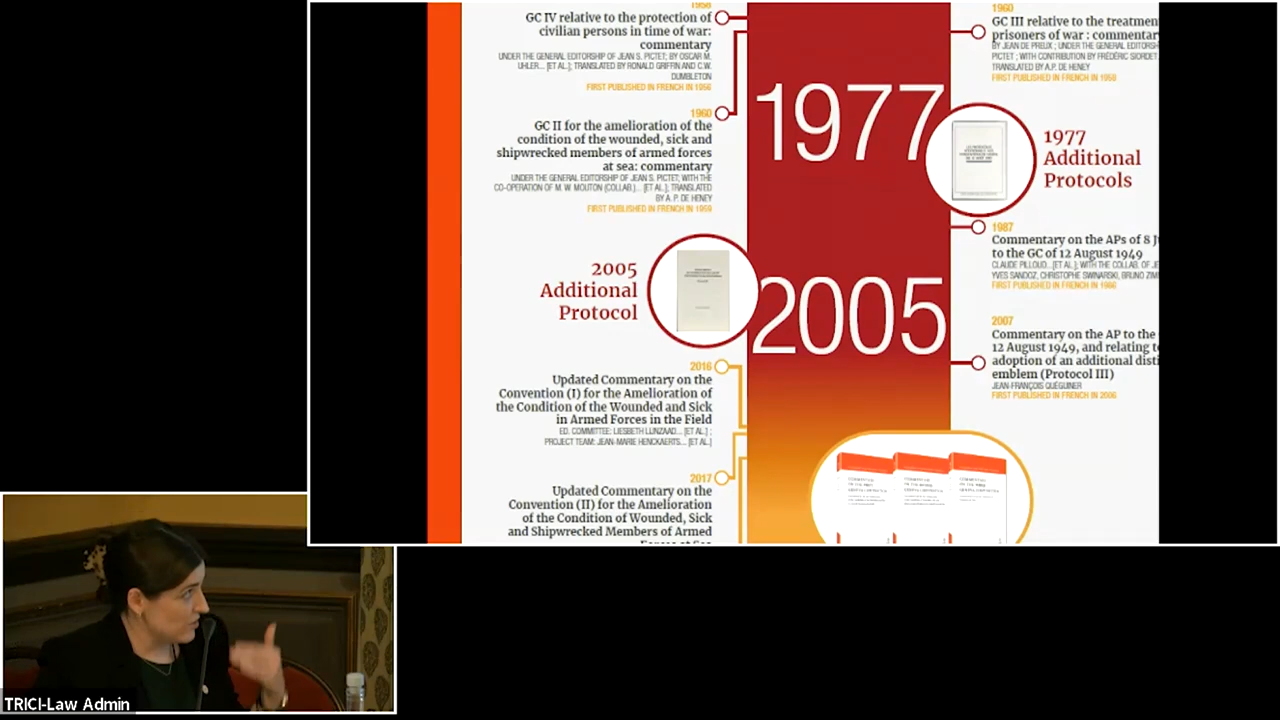 1958
GC IV relative to the protection of
civilian persons in time of war:
commentary
UNDER THE GENERAL EDITORSHIP OF JEAN S. PICTET; BY OSCAR M.
UHLER... [ET AL.]; TRANSLATED BY RONALD GRIFFIN AND C.W.
DUMBLETON
FIRST PUBLISHED IN FRENCH IN 1956
1960
GC II for the amelioration of the
condition of the wounded, sick and
shipwrecked members of armed forces
at sea: commentary
UNDER THE GENERAL EDITORSHIP OF JEAN S. PICTET; WITH THE
CO-OPERATION OF M. W. MOUTON (COLLAB.)... [ET AL.]; TRANSLATED
BY A. P. DE HENEY
FIRST PUBLISHED IN FRENCH IN 1959
2005
Additional
Protocol
2016
Updated Commentary on the
Convention (I) for the Amelioration of
the Condition of the Wounded and Sick
in Armed Forces in the Field
ED. COMMITTEE: LIESBETH LIJNZAAD... [ET AL.] ;
PROJECT TEAM: JEAN-MARIE HENCKAERTS... [ET AL.]
2017
Updated Commentary on the
Convention (II) for the Amelioration
of the Condition of Wounded, Sick
and Shipwrecked Members of Armed
Forces at Sea
1977
2005
1960
GC III relative to the treatmen
prisoners of war : commentar
BY JEAN DE PREUX ; UNDER THE GENERAL EDITORSH
PICTET ; WITH CONTRIBUTION BY FRÉDÉRIC SIORDET
TRANSLATED BY A.P. DE HENEY
FIRST PUBLISHED IN FRENCH IN 1958
1977
Additional
Protocols
1987
Commentary on the APs of 8 J
to the GC of 12 August 1949
CLAUDE PILLOUD... [ET AL.]; WITH THE COLLAB. OF JE
YVES SANDOZ, CHRISTOPHE SWINARSKI, BRUNO ZIM
FIRST PUBLISHED IN FRENCH IN 1986
2007
Commentary on the AP to the
12 August 1949, and relating t
adoption of an additional disti
emblem (Protocol III)
JEAN-FRANÇOIS QUÉGUINER
FIRST PUBLISHED IN FRENCH IN 2006
TRICI-Law Admin